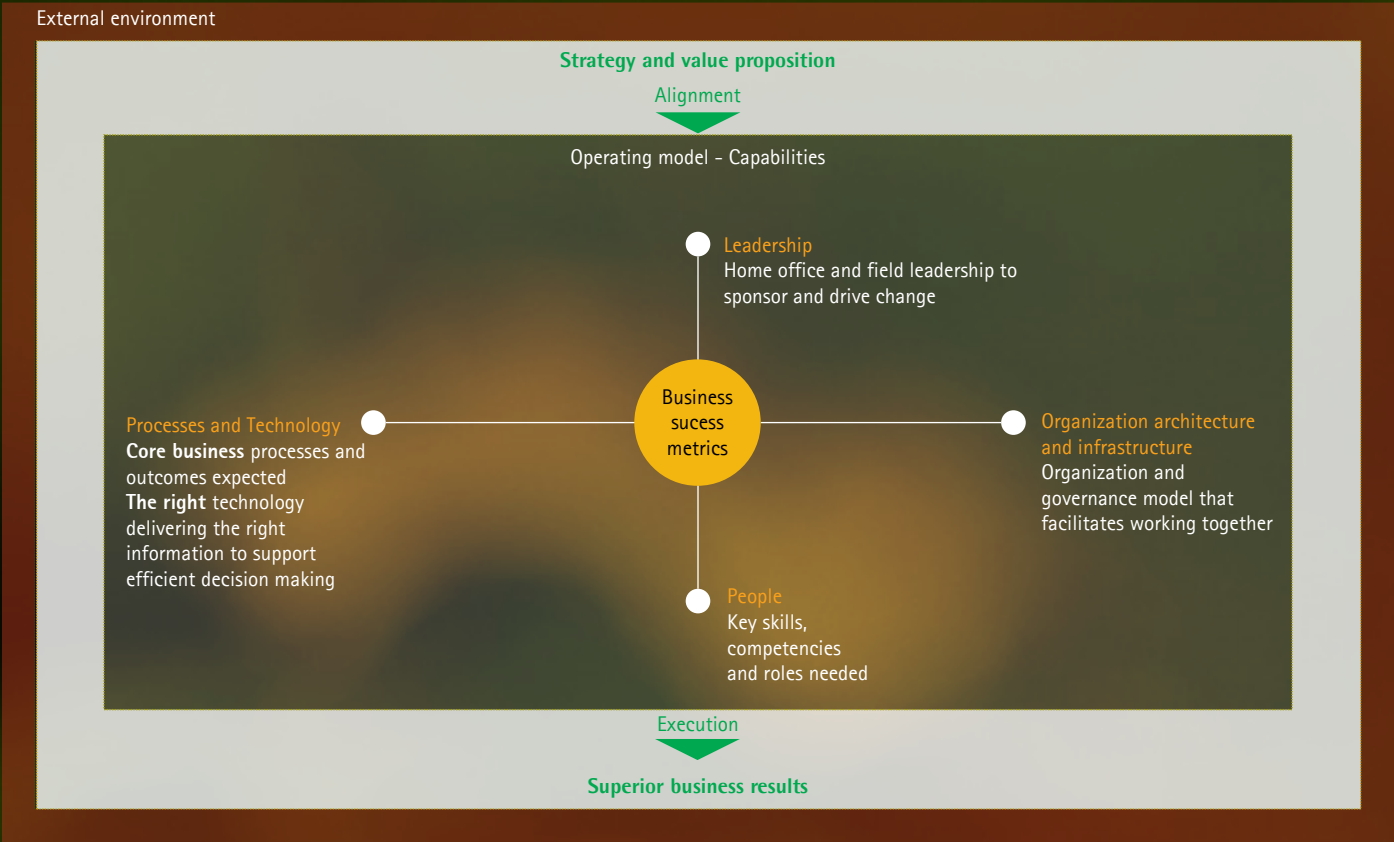 External environment
Strategy and value proposition
Alignment
Operating model - Capabilities
Leadership
Home office and field leadership to
sponsor and drive change
Business
sucess
metrics
Processes and Technology
Core business processes and
outcomes expected
The right technology
delivering the right
information to support
efficient decision making
Organization architecture
and infrastructure
Organization and
governance model that
facilitates working together
People
Key skills,
competencies
and roles needed
Execution
Superior business results